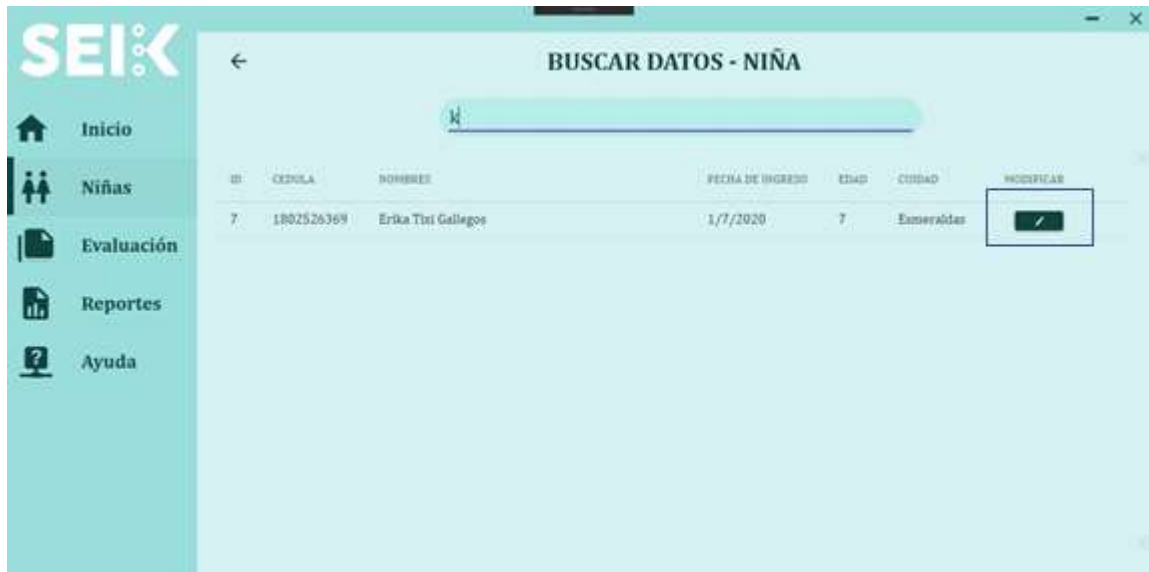 SEIK
BUSCAR DATOS - NIÑA
k
Inicio
Niñas
Evaluación
Reportes
Ayuda
ID CEDULA NOMBRES FECHA DE INGRESO EDAD CUIDAD MODIFICAR
7 1802526369 Erika Tixi Gallegos 1/7/2020 7 Esmeraldas